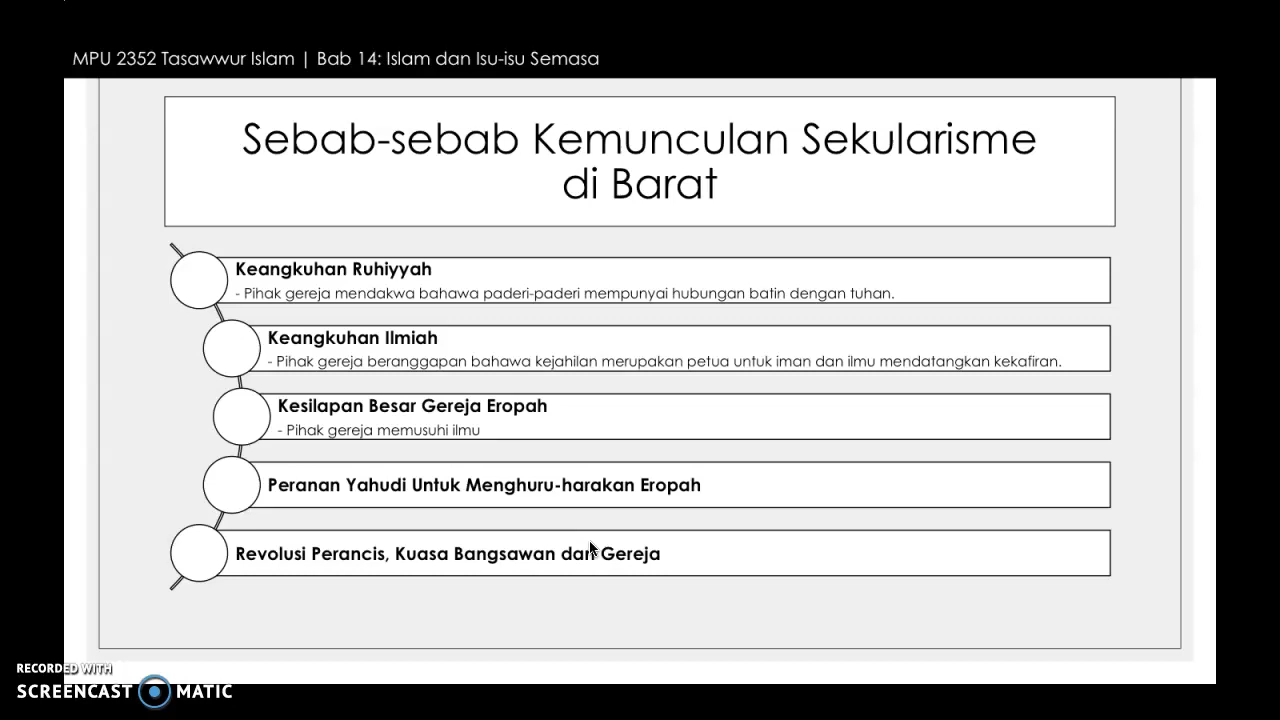 MPU 2352 Tasawwur Islam | Bab 14: Islam dan Isu-isu Semasa
Sebab-sebab Kemunculan Sekularisme
di Barat
Keangkuhan Ruhiyyah
- Pihak gereja mendakwa bahawa paderi-paderi mempunyai hubungan batin dengan tuhan.
Keangkuhan Ilmiah
- Pihak gereja beranggapan bahawa kejahilan merupakan petua untuk iman dan ilmu mendatangkan kekafiran.
Kesilapan Besar Gereja Eropah
- Pihak gereja memusuhi ilmu
Peranan Yahudi Untuk Menghuru-harakan Eropah
Revolusi Perancis, Kuasa Bangsawan dan Gereja
RECORDED WITH
SCREENCAST MATIC